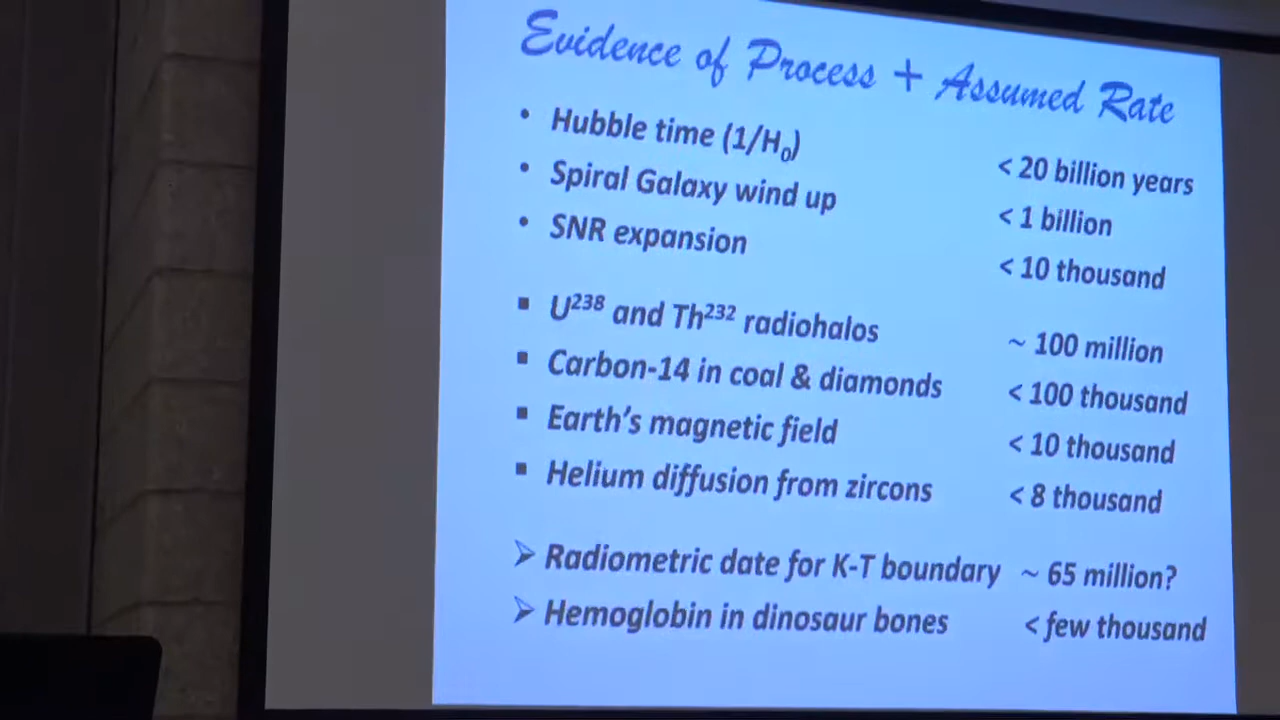 Evidence of Process + Assumed Rate
• Hubble time (1/H₀) < 20 billion years
• Spiral Galaxy wind up < 1 billion
• SNR expansion < 10 thousand
▪ U²³⁸ and Th²³² radiohalos ~ 100 million
▪ Carbon-14 in coal & diamonds < 100 thousand
▪ Earth's magnetic field < 10 thousand
▪ Helium diffusion from zircons < 8 thousand
➢ Radiometric date for K-T boundary ~ 65 million?
➢ Hemoglobin in dinosaur bones < few thousand